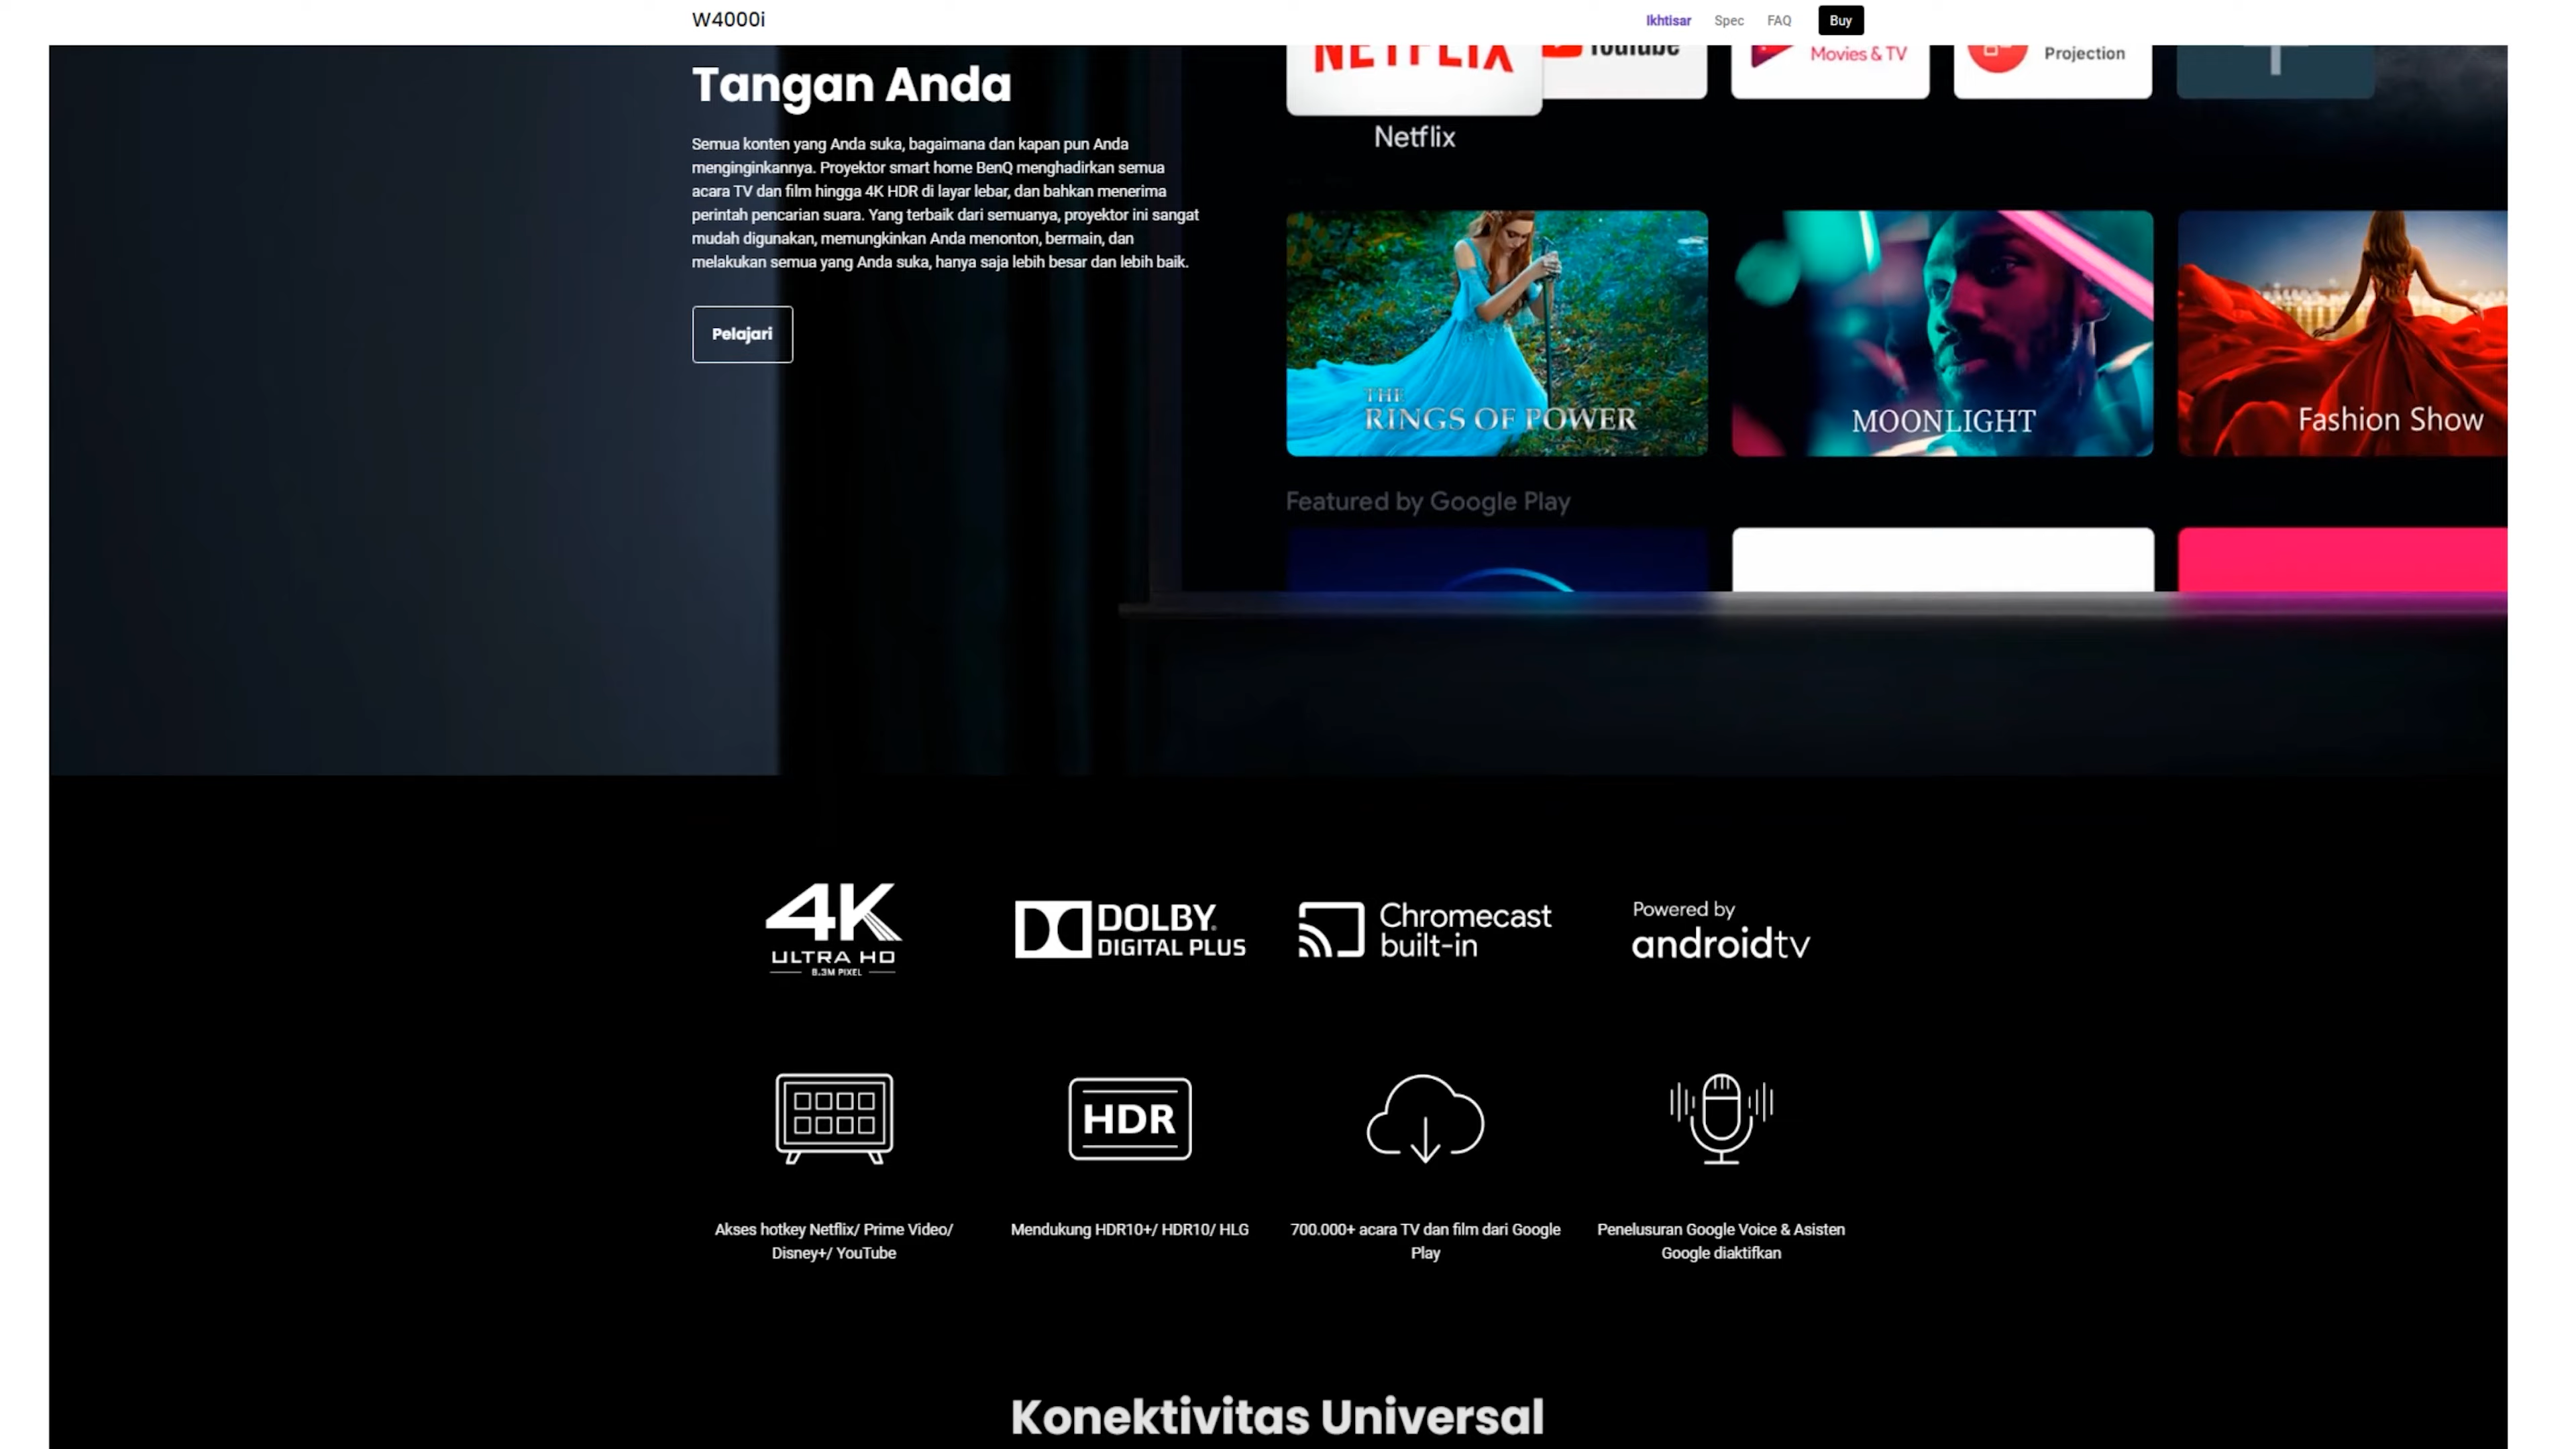 W4000i
Ikhtisar
Spec
FAQ
Buy
Tangan Anda
Semua konten yang Anda suka, bagaimana dan kapan pun Anda
menginginkannya. Proyektor smart home BenQ menghadirkan semua
acara TV dan film hingga 4K HDR di layar lebar, dan bahkan menerima
perintah pencarian suara. Yang terbaik dari semuanya, proyektor ini sangat
mudah digunakan, memungkinkan Anda menonton, bermain, dan
melakukan semua yang Anda suka, hanya saja lebih besar dan lebih baik.
Pelajari
NETFLIX
YouTube
Movies & TV
Projection
Netflix
THE
RINGS OF POWER
MOONLIGHT
Fashion Show
Featured by Google Play
4K
ULTRA HD
8.3M PIXEL
DOLBY
DIGITAL PLUS
Chromecast
built-in
Powered by
androidtv
HDR
Akses hotkey Netflix/ Prime Video/
Disney+/ YouTube
Mendukung HDR10+/ HDR10/ HLG
700.000+ acara TV dan film dari Google
Play
Penelusuran Google Voice & Asisten
Google diaktifkan
Konektivitas Universal